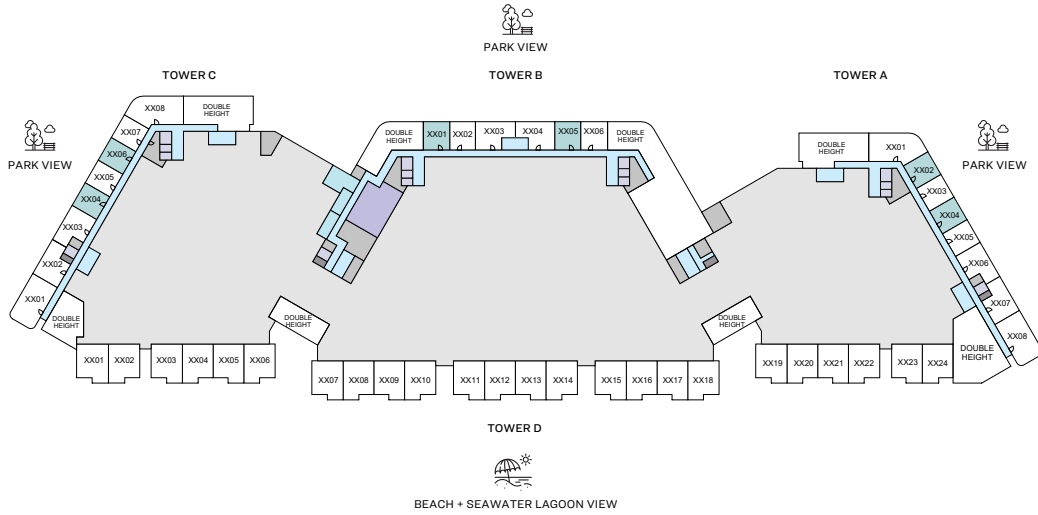 PARK VIEW
TOWER C
TOWER B
TOWER A
PARK VIEW
PARK VIEW
XX08
DOUBLE
HEIGHT
XX07
XX06
XX05
XX04
XX03
XX02
XX01
DOUBLE
HEIGHT
DOUBLE
HEIGHT
XX01
XX02
XX03
XX04
XX05
XX06
DOUBLE
HEIGHT
DOUBLE
HEIGHT
XX01
XX02
XX03
XX04
XX05
XX06
XX07
XX08
DOUBLE
HEIGHT
DOUBLE
HEIGHT
DOUBLE
HEIGHT
XX01
XX02
XX03
XX04
XX05
XX06
XX07
XX08
XX09
XX10
XX11
XX12
XX13
XX14
XX15
XX16
XX17
XX18
XX19
XX20
XX21
XX22
XX23
XX24
TOWER D
BEACH + SEAWATER LAGOON VIEW